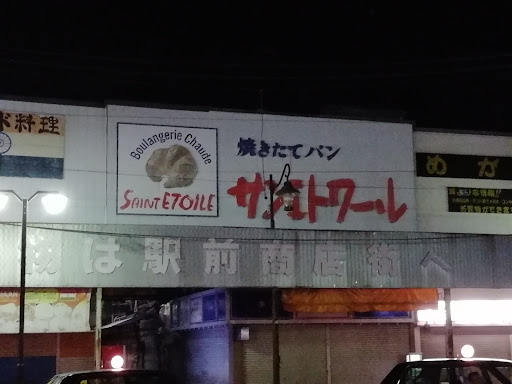 料理
Boulangerie Chaude
SAINT ETOILE
焼きたてパン
サンエトワール
めが
は駅前商店街へ